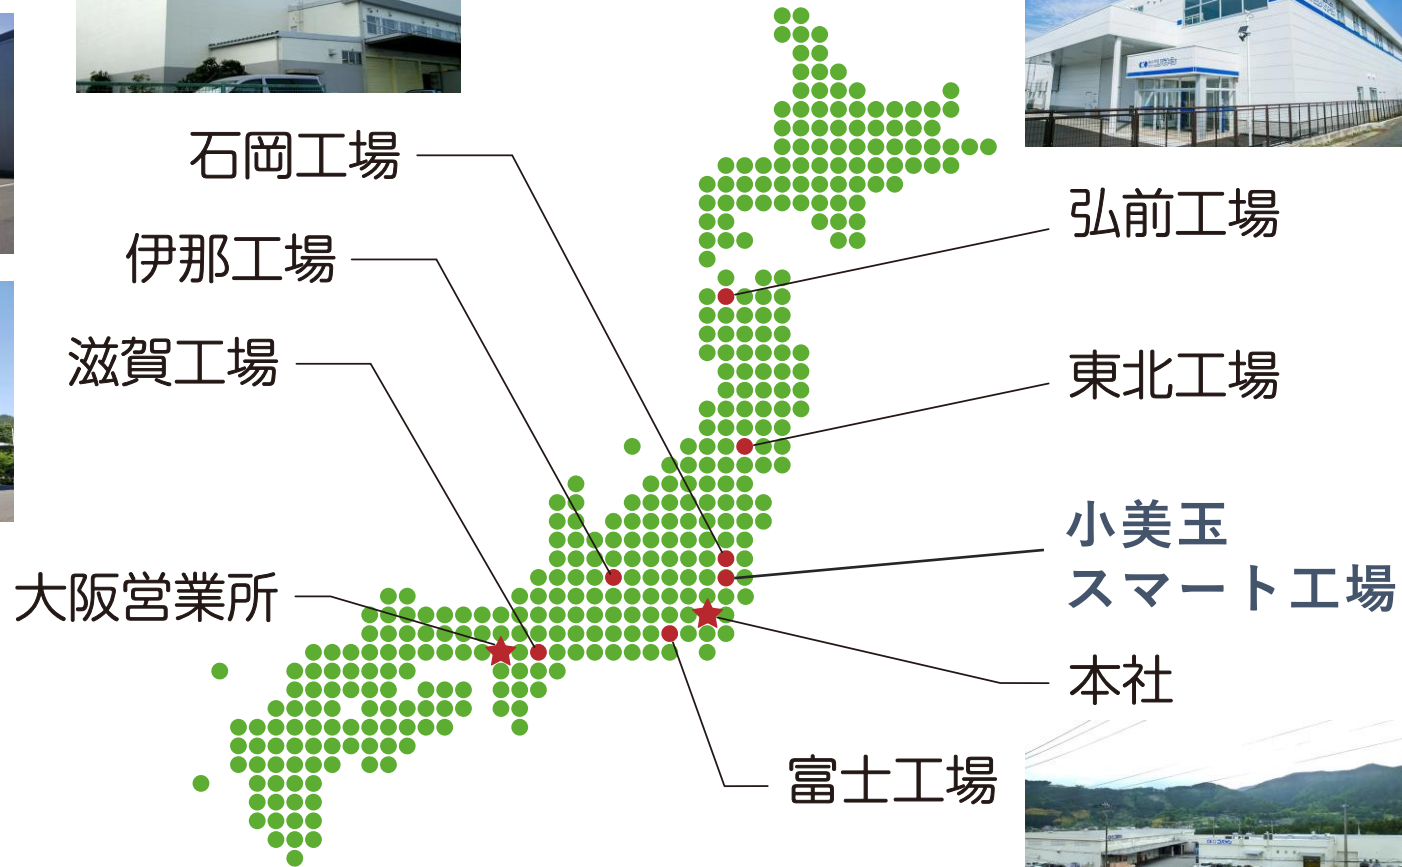 石岡工場
伊那工場
滋賀工場
大阪営業所
弘前工場
東北工場
小美玉
スマート工場
本社
富士工場